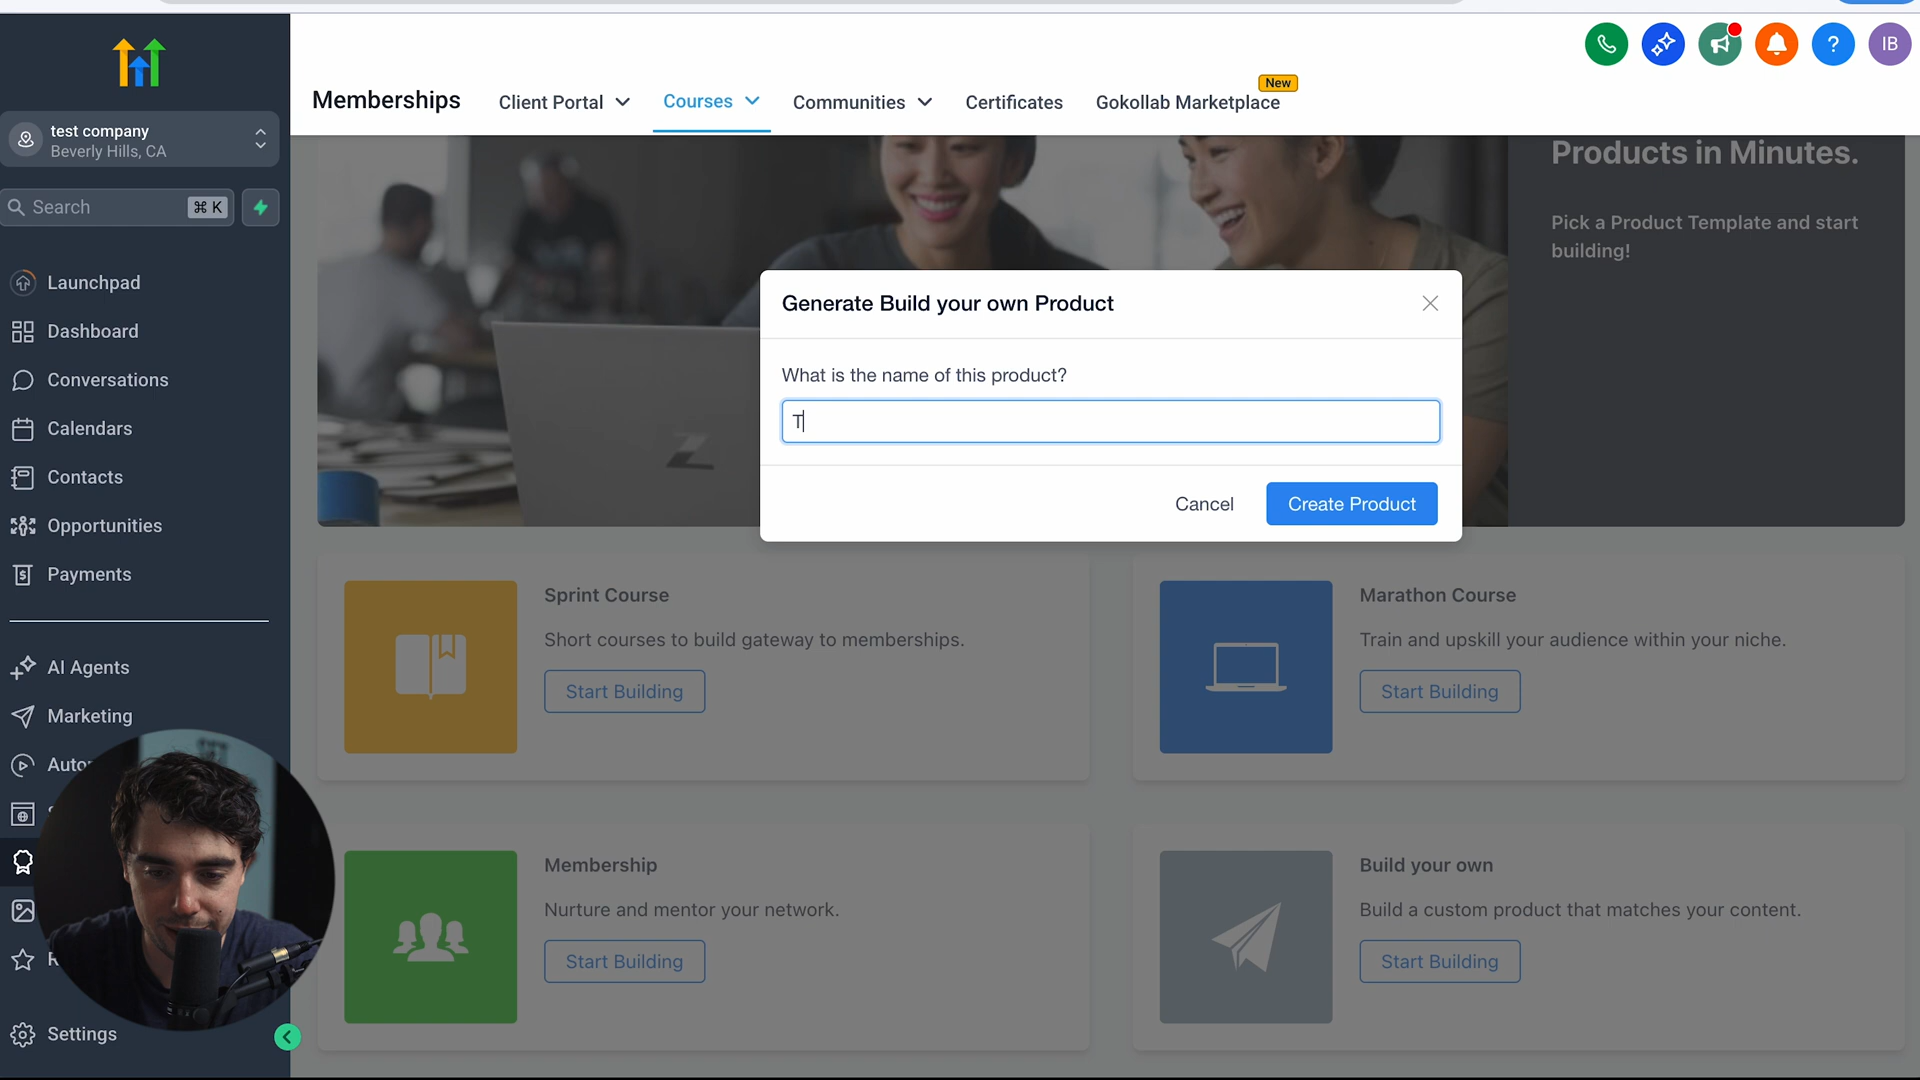 Memberships
Client Portal
Courses
Communities
Certificates
Gokollab Marketplace
New
?
IB
test company
Beverly Hills, CA
Search
⌘ K
Launchpad
Dashboard
Conversations
Calendars
Contacts
Opportunities
Payments
AI Agents
Marketing
Settings
Products in Minutes.
Pick a Product Template and start
building!
Generate Build your own Product
What is the name of this product?
T
Cancel
Create Product
Sprint Course
Short courses to build gateway to memberships.
Start Building
Marathon Course
Train and upskill your audience within your niche.
Start Building
Membership
Nurture and mentor your network.
Start Building
Build your own
Build a custom product that matches your content.
Start Building